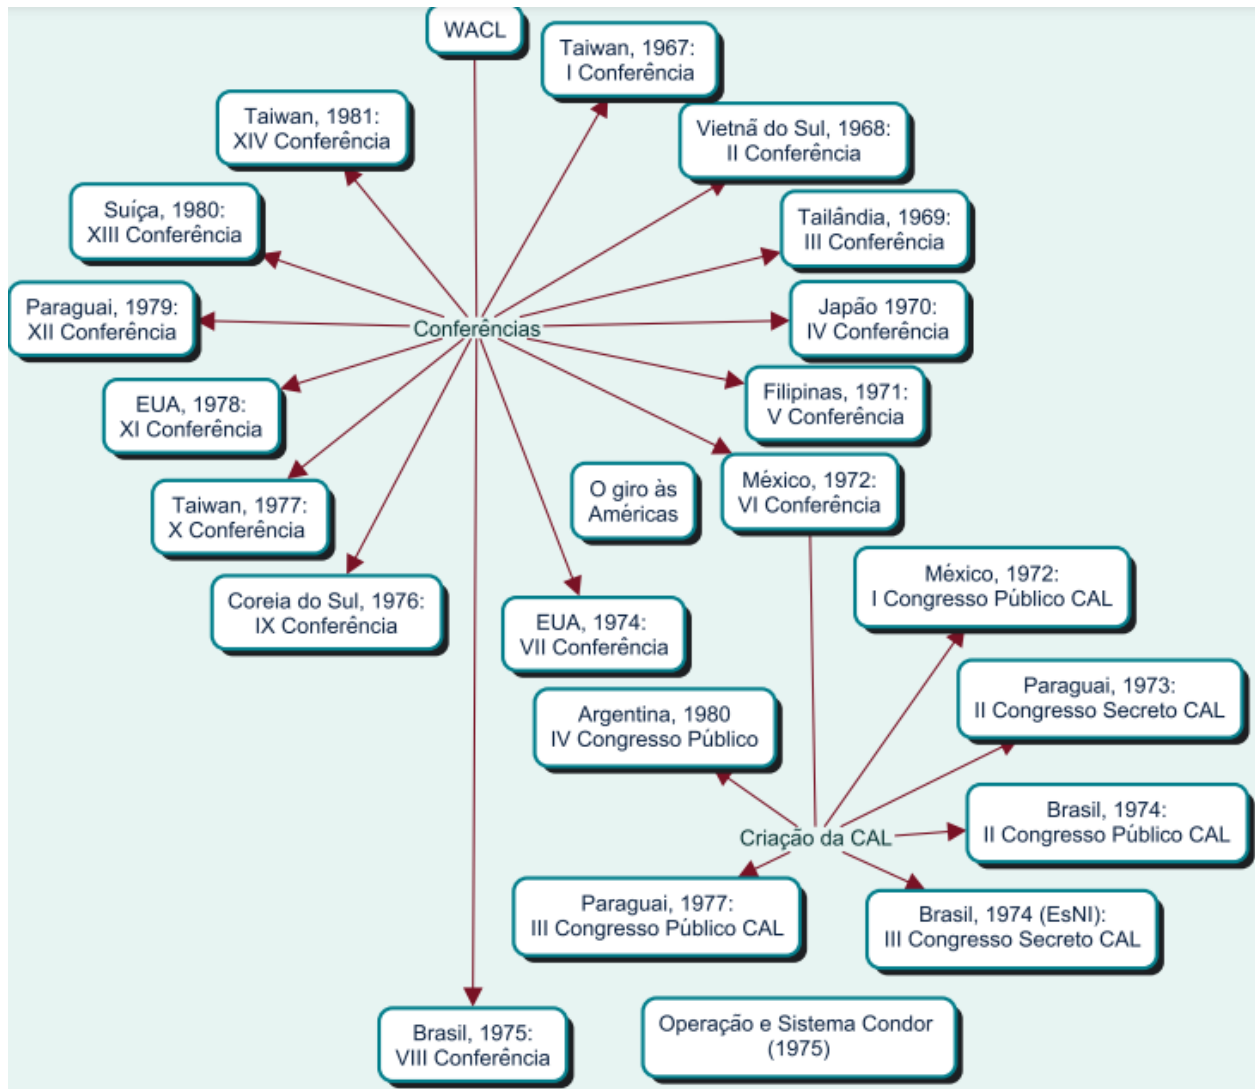 WACL
Taiwan, 1967:
I Conferência
Taiwan, 1981:
XIV Conferência
Vietnã do Sul, 1968:
II Conferência
Suíça, 1980:
XIII Conferência
Tailândia, 1969:
III Conferência
Paraguai, 1979:
XII Conferência
Conferências
Japão 1970:
IV Conferência
EUA, 1978:
XI Conferência
Filipinas, 1971:
V Conferência
Taiwan, 1977:
X Conferência
O giro às
Américas
México, 1972:
VI Conferência
Coreia do Sul, 1976:
IX Conferência
EUA, 1974:
VII Conferência
México, 1972:
I Congresso Público CAL
Argentina, 1980
IV Congresso Público
Paraguai, 1973:
II Congresso Secreto CAL
Criação da CAL
Brasil, 1974:
II Congresso Público CAL
Paraguai, 1977:
III Congresso Público CAL
Brasil, 1974 (EsNI):
III Congresso Secreto CAL
Brasil, 1975:
VIII Conferência
Operação e Sistema Condor
(1975)